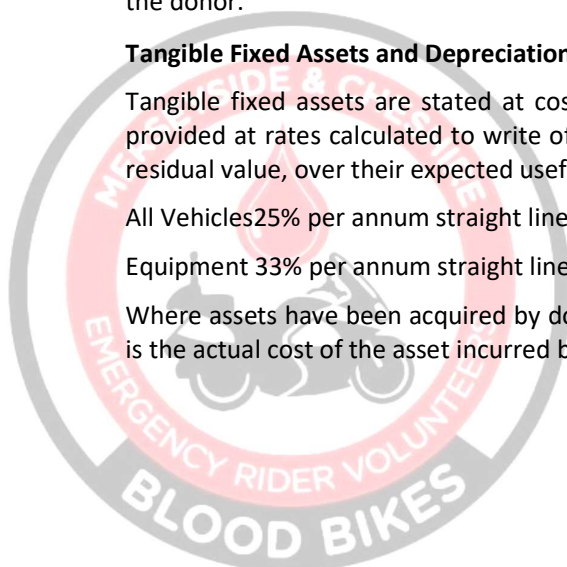 the donor.
Tangible Fixed Assets and Depreciation
Tangible fixed assets are stated at cos
provided at rates calculated to write of
residual value, over their expected usef
All Vehicles25% per annum straight line
Equipment 33% per annum straight line
Where assets have been acquired by do
is the actual cost of the asset incurred b
MERSEYSIDE & CHESHIRE
EMERGENCY RIDER VOLUNTEERS
BLOOD BIKES